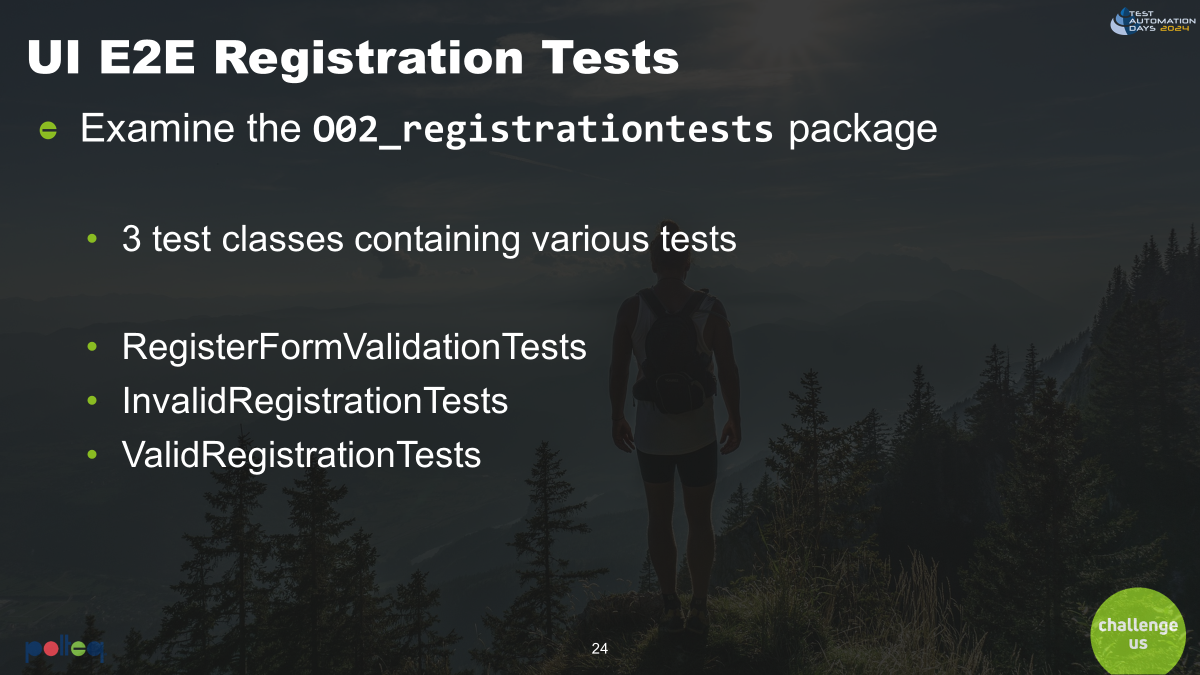 TEST
AUTOMATION
DAYS 2024
UI E2E Registration Tests
Examine the O02_registrationtests package
• 3 test classes containing various tests
• RegisterFormValidationTests
• InvalidRegistrationTests
• ValidRegistrationTests
polteq
24
challenge
us